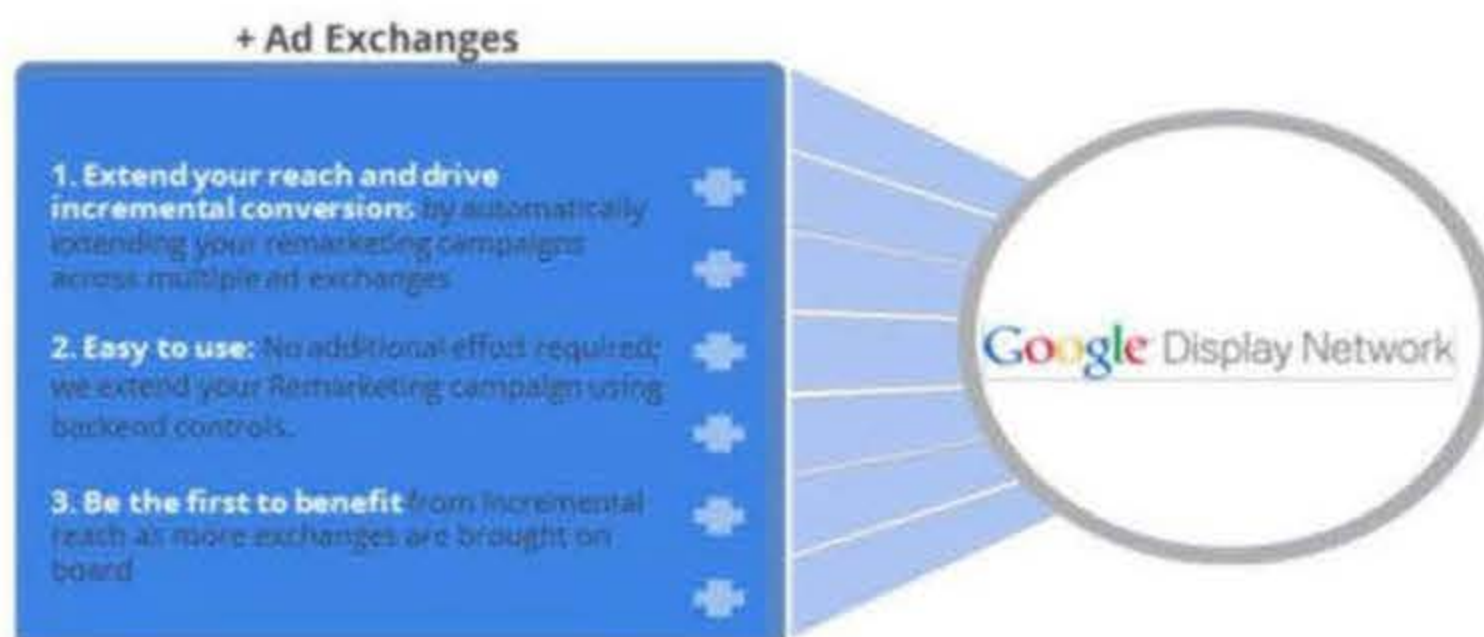 + Ad Exchanges
1. Extend your reach and drive
incremental conversions by automatically
extending your remarketing campaigns
across multiple ad exchanges
2. Easy to use: No additional effort required;
we extend your Remarketing campaign using
backend controls.
3. Be the first to benefit from incremental
reach as more exchanges are brought on
board
Google Display Network